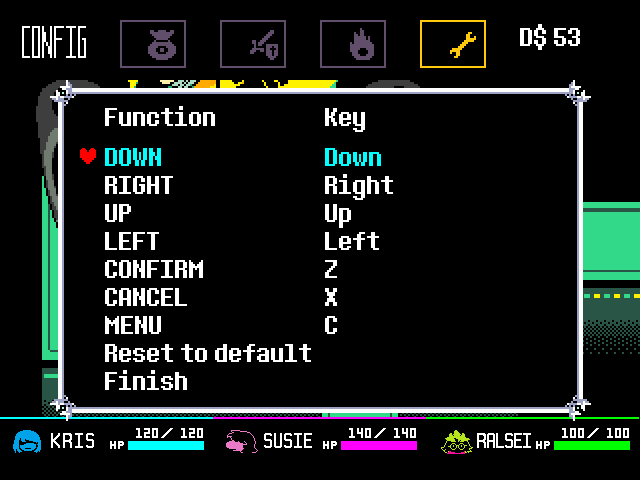 CONFIG D$ 53
Function Key
DOWN Down
RIGHT Right
UP Up
LEFT Left
CONFIRM Z
CANCEL X
MENU C
Reset to default
Finish
KRIS HP 120/ 120 SUSIE HP 140/ 140 RALSEI HP 100/ 100